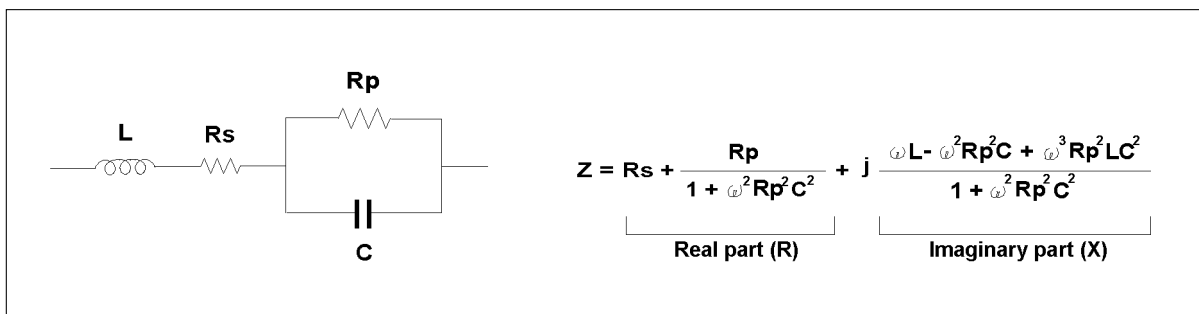 Rp
L
Rs
C
Z = Rs + Rp / 1 + ω²Rp²C² + j ωL- ω²Rp²C + ω³Rp²LC² / 1 + ω²Rp²C²
Real part (R)
Imaginary part (X)